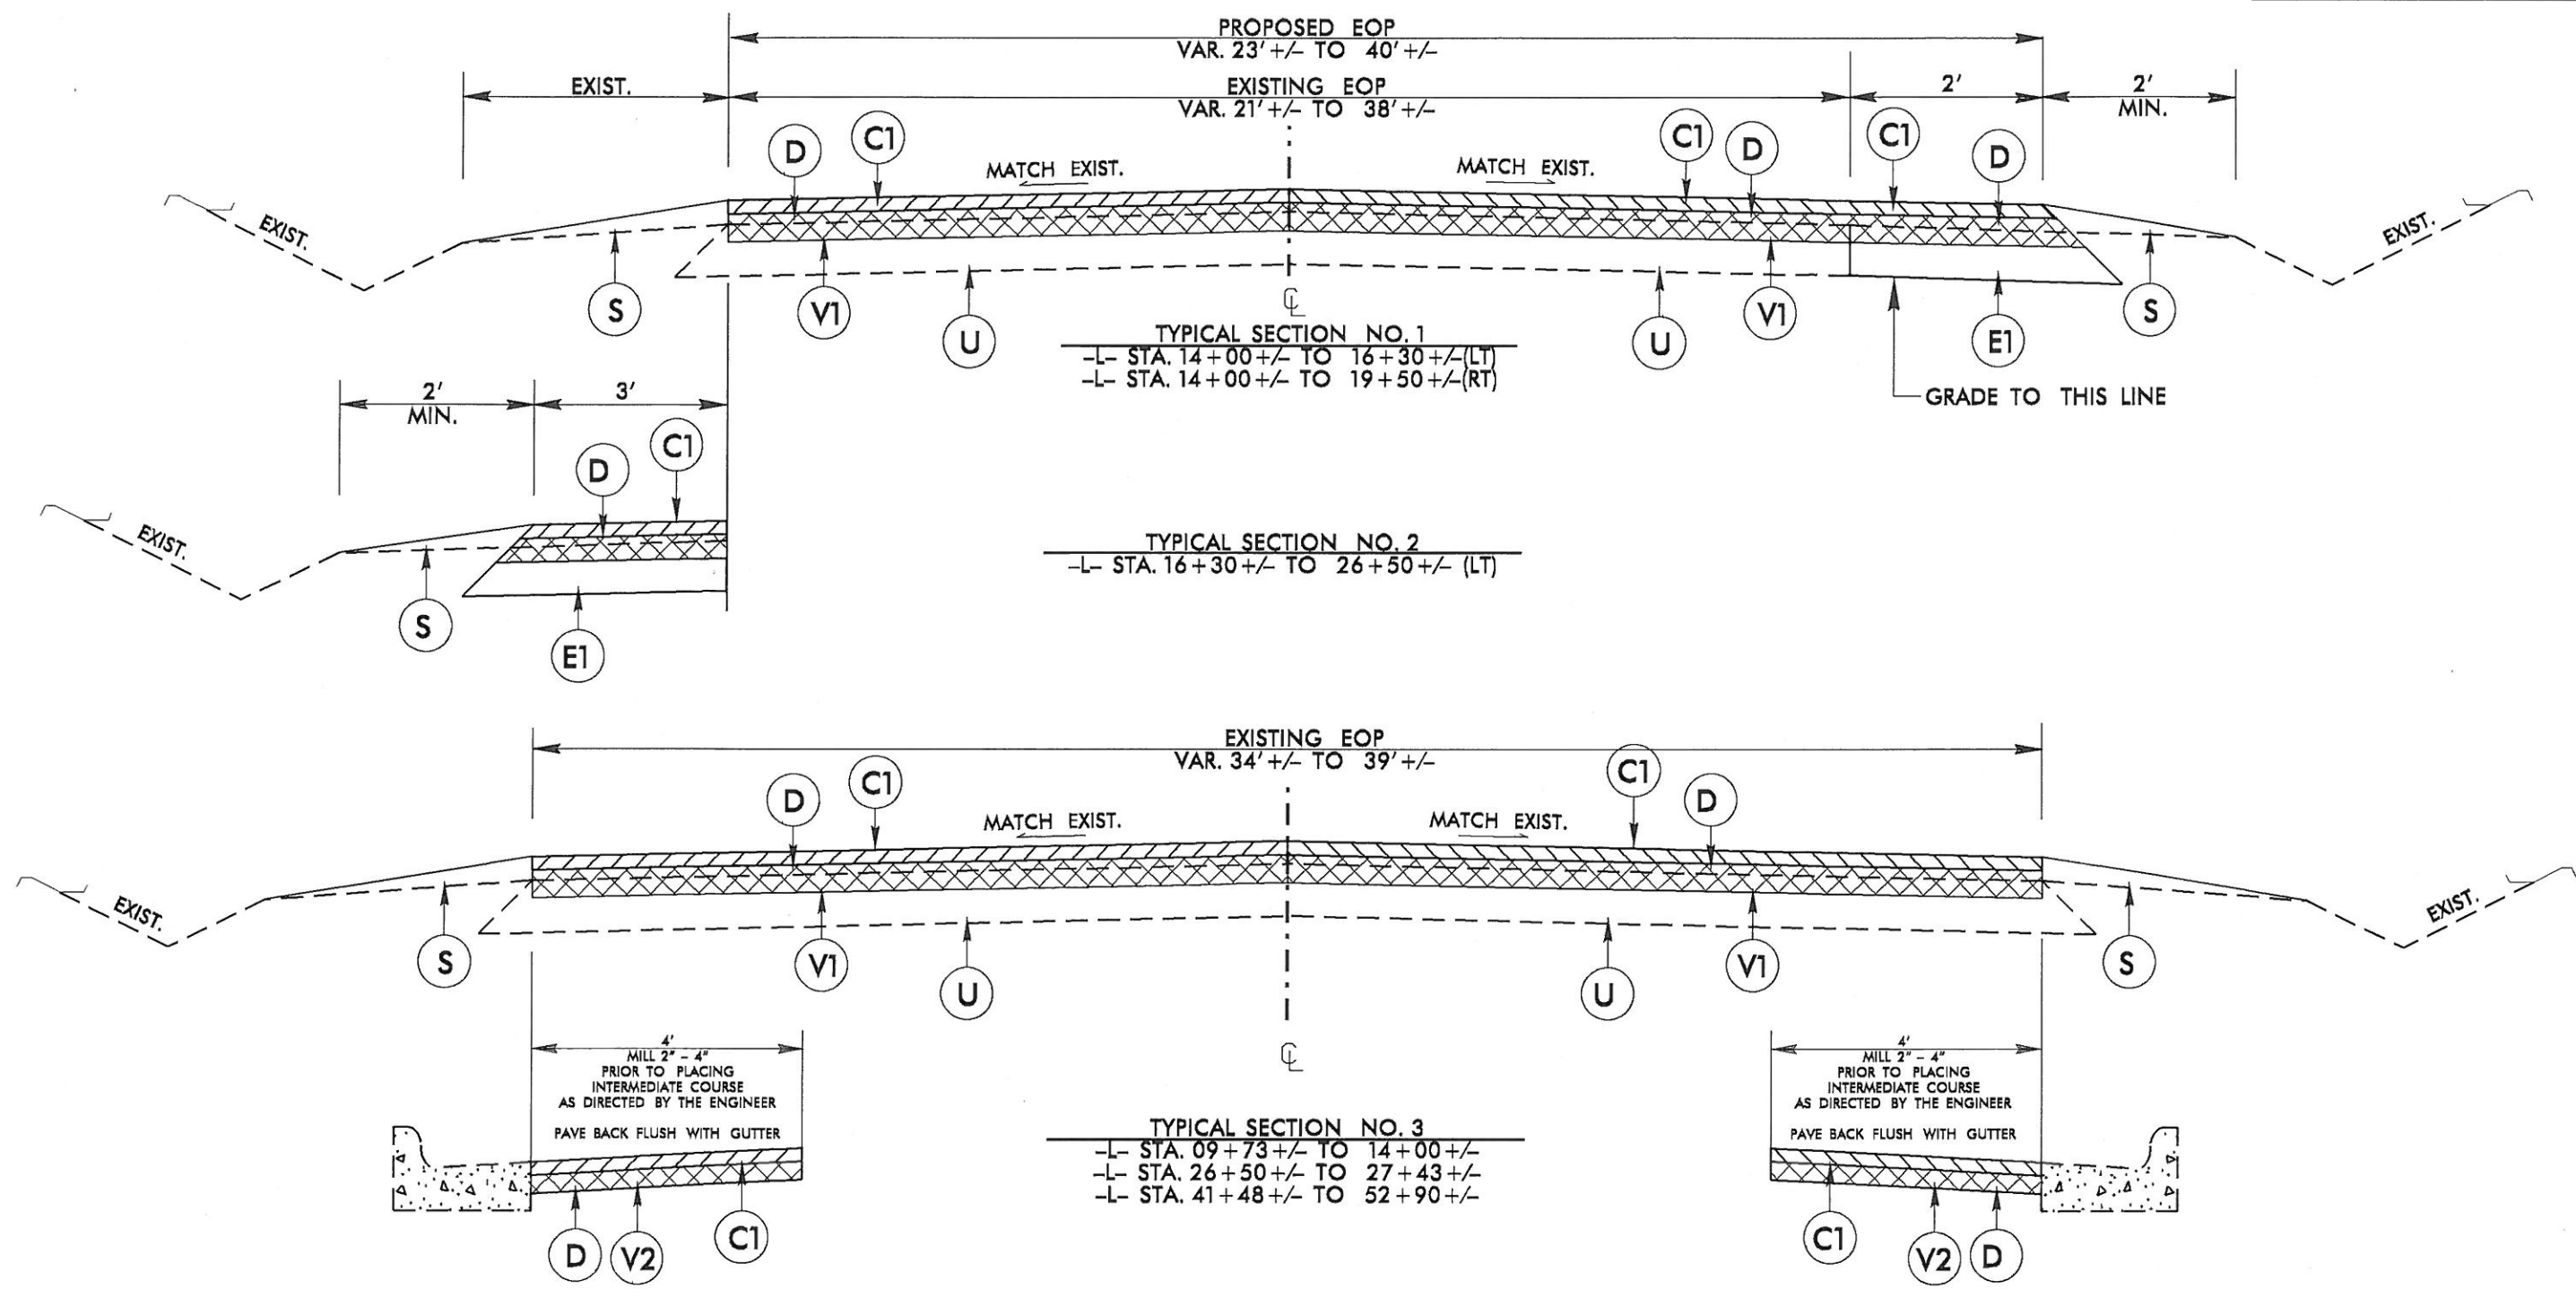 PROPOSED EOP
VAR. 23'+/- TO 40'+/-
EXIST.
EXISTING EOP
VAR. 21'+/- TO 38'+/-
2'
2'
MIN.
D
C1
C1
D
C1
D
MATCH EXIST.
MATCH EXIST.
EXIST.
EXIST.
S
V1
U
CL
U
V1
E1
S
TYPICAL SECTION NO. 1
-L- STA. 14+00+/- TO 16+30+/-(LT)
-L- STA. 14+00+/- TO 19+50+/-(RT)
GRADE TO THIS LINE
2'
MIN.
3'
D
C1
EXIST.
S
E1
TYPICAL SECTION NO. 2
-L- STA. 16+30+/- TO 26+50+/- (LT)
EXISTING EOP
VAR. 34'+/- TO 39'+/-
D
C1
C1
D
MATCH EXIST.
MATCH EXIST.
EXIST.
EXIST.
S
V1
U
U
V1
S
CL
4'
MILL 2" - 4"
PRIOR TO PLACING
INTERMEDIATE COURSE
AS DIRECTED BY THE ENGINEER
PAVE BACK FLUSH WITH GUTTER
D
V2
C1
TYPICAL SECTION NO. 3
-L- STA. 09+73+/- TO 14+00+/-
-L- STA. 26+50+/- TO 27+43+/-
-L- STA. 41+48+/- TO 52+90+/-
4'
MILL 2" - 4"
PRIOR TO PLACING
INTERMEDIATE COURSE
AS DIRECTED BY THE ENGINEER
PAVE BACK FLUSH WITH GUTTER
C1
V2
D